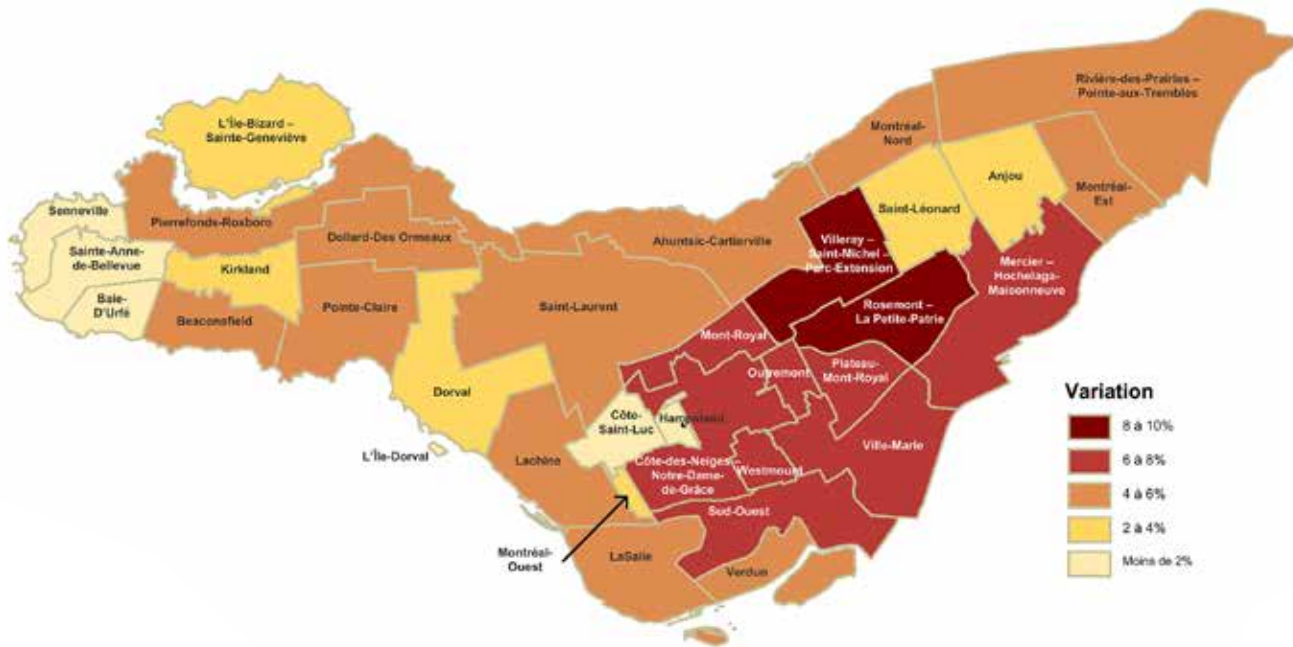 Rivière-des-Prairies –
Pointe-aux-Trembles
L'Île-Bizard –
Sainte-Geneviève
Montréal-
Nord
Anjou
Montréal-
Est
Saint-Léonard
Senneville
Pierrefonds-Roxboro
Dollard-Des Ormeaux
Ahuntsic-Cartierville
Villeray –
Saint-Michel –
Parc-Extension
Sainte-Anne-
de-Bellevue
Kirkland
Mercier –
Hochelaga-
Maisonneuve
Baie-
D'Urfé
Beaconsfield
Pointe-Claire
Saint-Laurent
Rosemont –
La Petite-Patrie
Mont-Royal
Outremont
Plateau-
Mont-Royal
Dorval
Côte-
Saint-Luc
Hampstead
Ville-Marie
L'Île-Dorval
Lachine
Côte-des-Neiges –
Notre-Dame-
de-Grâce
Westmount
Sud-Ouest
Montréal-
Ouest
LaSalle
Verdun
Variation
8 à 10%
6 à 8%
4 à 6%
2 à 4%
Moins de 2%